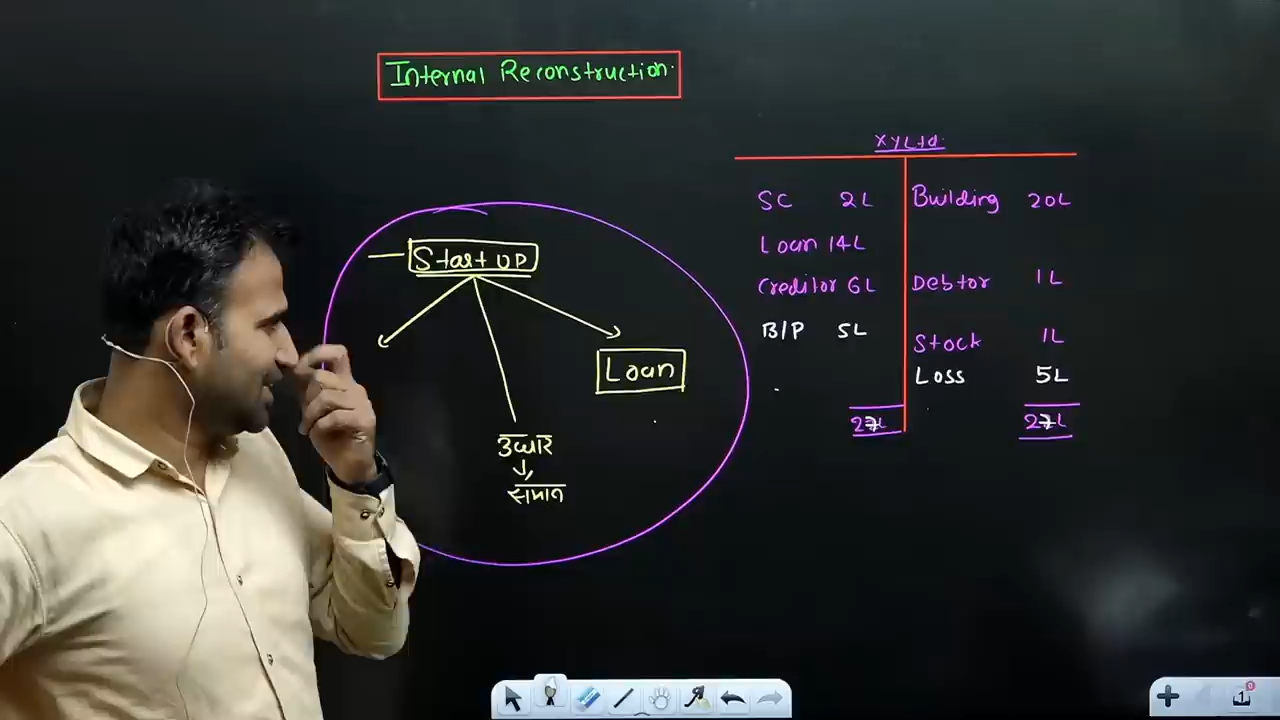 Internal Reconstruction.
XY Ltd.
SC 2L Building 20L
Loan 14L
Creditor 6L Debtor 1L
B/P 5L Stock 1L
Loss 5L
27L 27L
Start UP
Loan
उधार
सामान
1